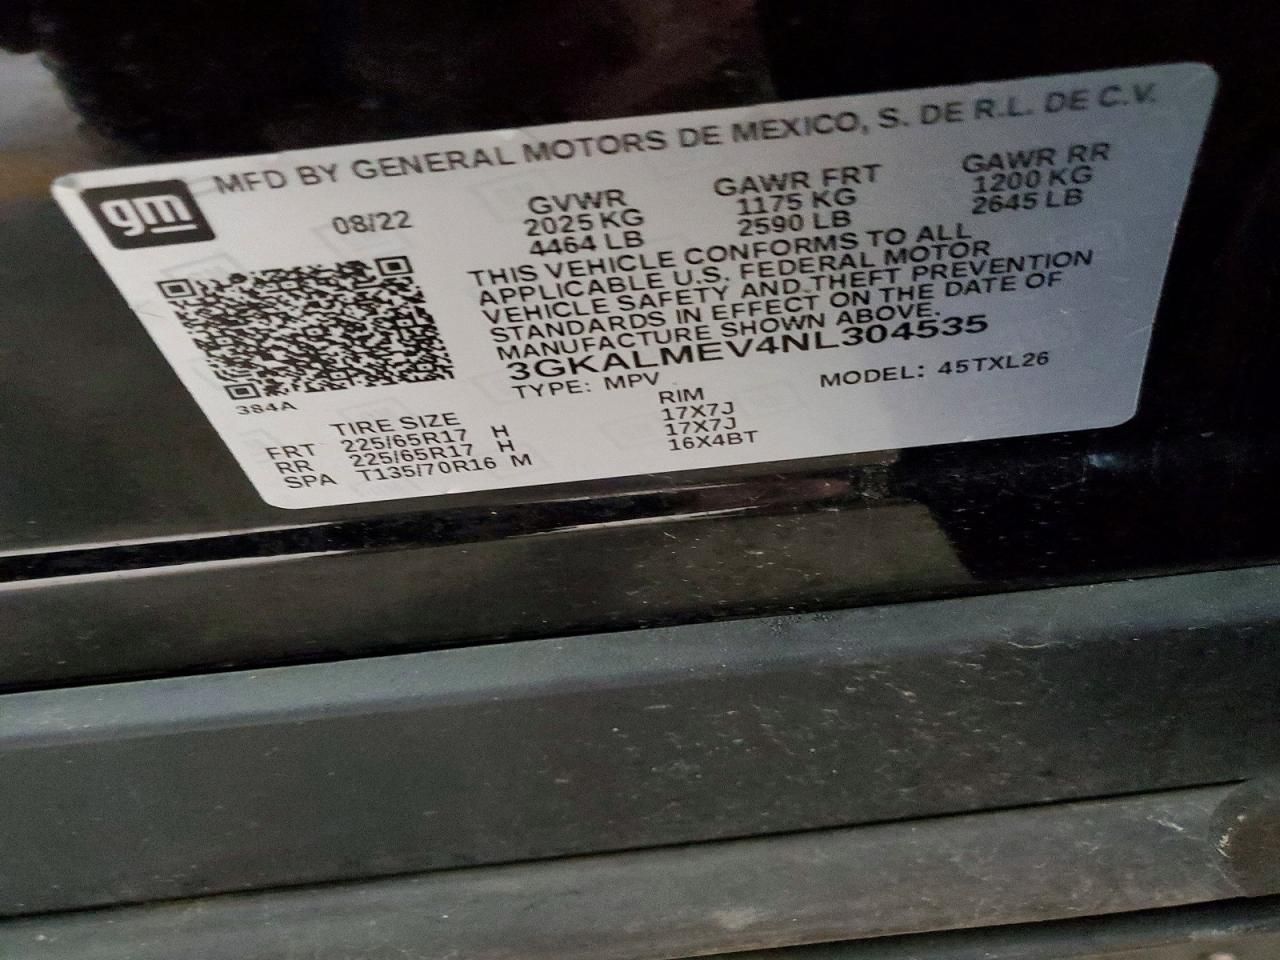 MFD BY GENERAL MOTORS DE MEXICO, S. DE R.L. DE C.V.
gm
08/22 GVWR GAWR FRT GAWR RR
2025 KG 1175 KG 1200 KG
4464 LB 2590 LB 2645 LB
THIS VEHICLE CONFORMS TO ALL
APPLICABLE U.S. FEDERAL MOTOR
VEHICLE SAFETY AND THEFT PREVENTION
STANDARDS IN EFFECT ON THE DATE OF
MANUFACTURE SHOWN ABOVE.
3GKALMEV4NL304535
TYPE: MPV MODEL: 45TXL26
384A
TIRE SIZE RIM
FRT 225/65R17 H 17X7J
RR 225/65R17 H 17X7J
SPA T135/70R16 M 16X4BT